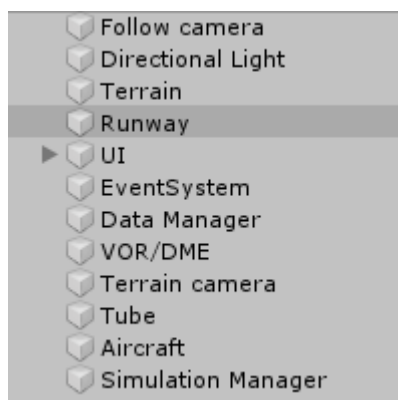 Follow camera
Directional Light
Terrain
Runway
UI
EventSystem
Data Manager
VOR/DME
Terrain camera
Tube
Aircraft
Simulation Manager